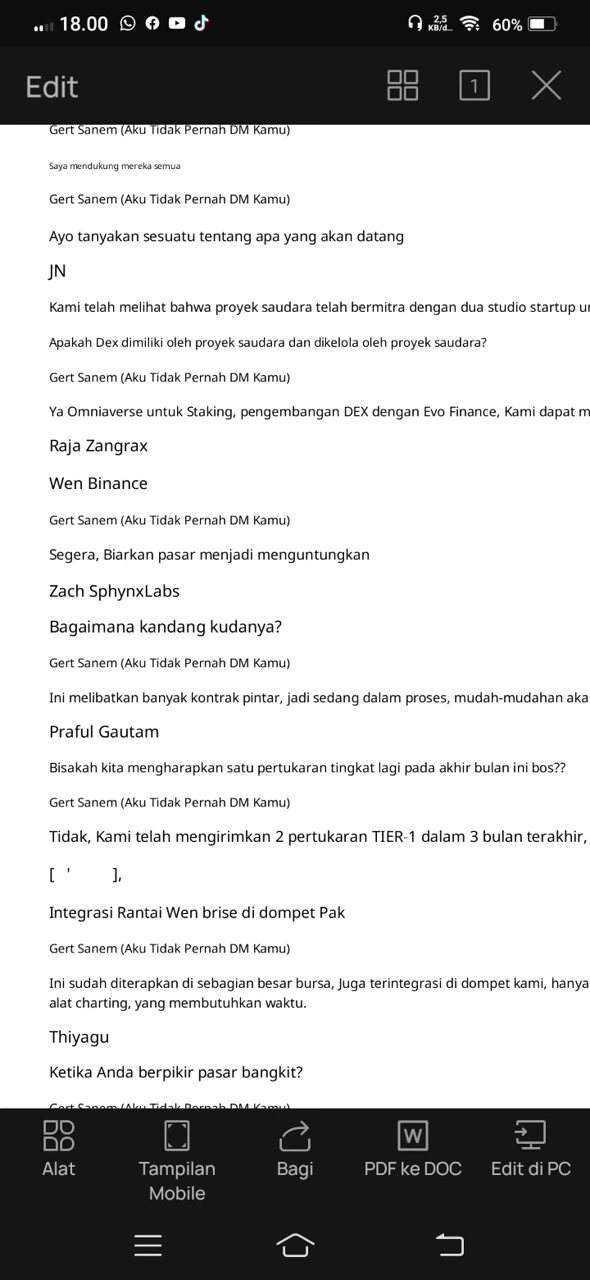 18.00
2,5
KB/d...
60%
Edit
1
Gert Sanem (Aku Tidak Pernah DM Kamu)
Saya mendukung mereka semua
Gert Sanem (Aku Tidak Pernah DM Kamu)
Ayo tanyakan sesuatu tentang apa yang akan datang
JN
Kami telah melihat bahwa proyek saudara telah bermitra dengan dua studio startup
Apakah Dex dimiliki oleh proyek saudara dan dikelola oleh proyek saudara?
Gert Sanem (Aku Tidak Pernah DM Kamu)
Ya Omniaverse untuk Staking, pengembangan DEX dengan Evo Finance, Kami dapat
Raja Zangrax
Wen Binance
Gert Sanem (Aku Tidak Pernah DM Kamu)
Segera, Biarkan pasar menjadi menguntungkan
Zach SphynxLabs
Bagaimana kandang kudanya?
Gert Sanem (Aku Tidak Pernah DM Kamu)
Ini melibatkan banyak kontrak pintar, jadi sedang dalam proses, mudah-mudahan
Praful Gautam
Bisakah kita mengharapkan satu pertukaran tingkat lagi pada akhir bulan ini bos??
Gert Sanem (Aku Tidak Pernah DM Kamu)
Tidak, Kami telah mengirimkan 2 pertukaran TIER-1 dalam 3 bulan terakhir,
[ ' ],
Integrasi Rantai Wen brise di dompet Pak
Gert Sanem (Aku Tidak Pernah DM Kamu)
Ini sudah diterapkan di sebagian besar bursa, Juga terintegrasi di dompet kami, hanya
alat charting, yang membutuhkan waktu.
Thiyagu
Ketika Anda berpikir pasar bangkit?
Gert Sanem (Aku Tidak Pernah DM Kamu)
Alat
Tampilan
Mobile
Bagi
W
PDF ke DOC
Edit di PC